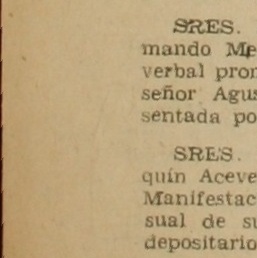 SRES.
mando Me
verbal pron
señor Agus
sentada po
SRES.
quín Aceve
Manifestac
sual de su
depositario